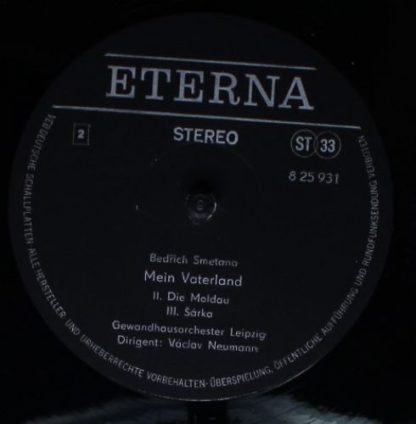 ETERNA
2
STEREO
ST 33
8 25 931
Bedřich Smetana
Mein Vaterland
II. Die Moldau
III. Šárka
Gewandhausorchester Leipzig
Dirigent: Václav Neumann
VEB DEUTSCHE SCHALLPLATTEN ALLE HERSTELLER UND URHEBERRECHTE VORBEHALTEN·ÜBERSPIELUNG, ÖFFENTLICHE AUFFÜHRUNG UND RUNDFUNKSENDUNG VERBOTEN